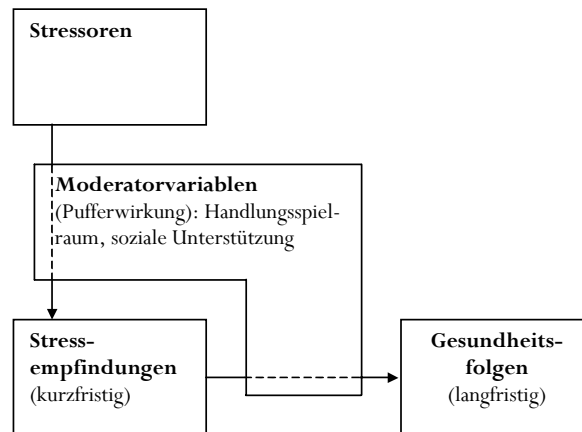 Stressoren
Moderatorvariablen
(Pufferwirkung): Handlungsspiel-
raum, soziale Unterstützung
Stress-
empfindungen
(kurzfristig)
Gesundheits-
folgen
(langfristig)